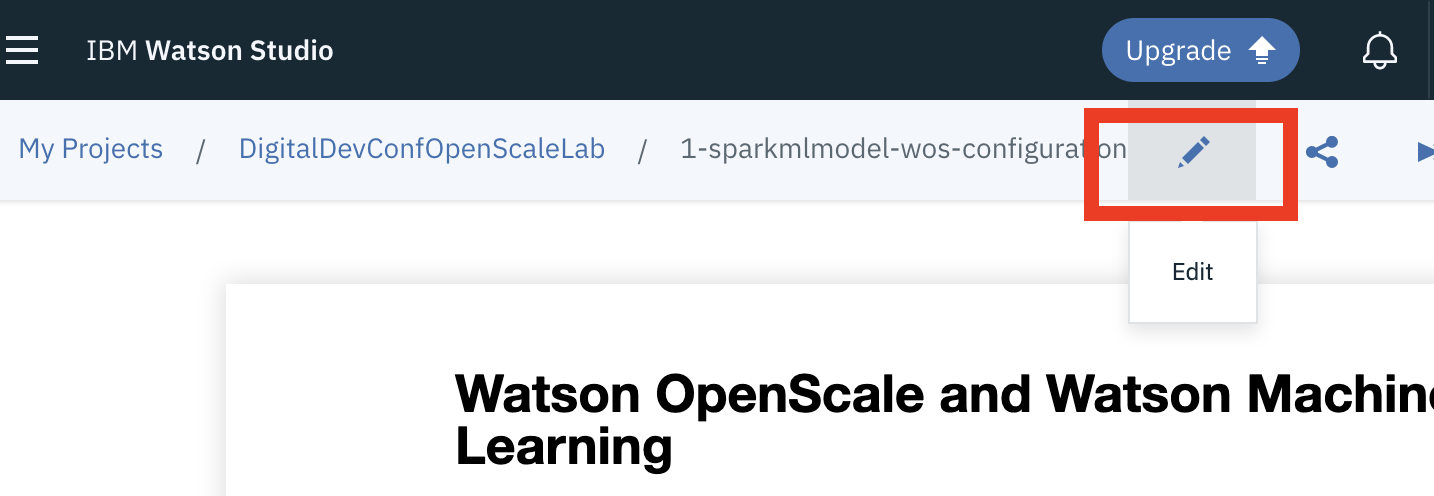 IBM Watson Studio
Upgrade
My Projects / DigitalDevConfOpenScaleLab / 1-sparkmlmodel-wos-configuration
Edit
Watson OpenScale and Watson Machine
Learning